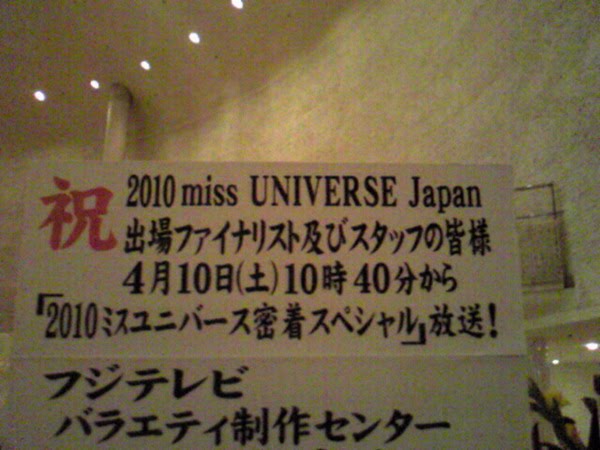 祝 2010 miss UNIVERSE Japan
出場ファイナリスト及びスタッフの皆様
4月10日(土)10時40分から
「2010ミスユニバース密着スペシャル」放送!
フジテレビ
バラエティ制作センター